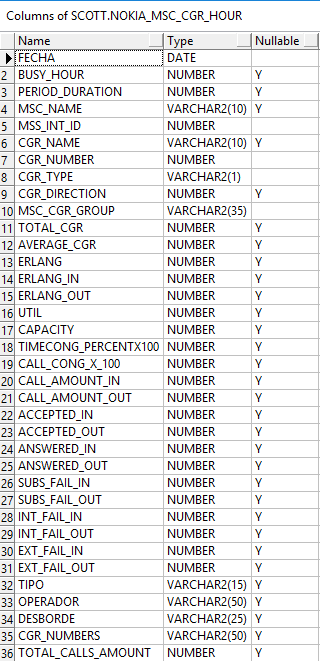 Columns of SCOTT.NOKIA_MSC_CGR_HOUR
Name Type Nullable
FECHA DATE
2 BUSY_HOUR NUMBER Y
3 PERIOD_DURATION NUMBER Y
4 MSC_NAME VARCHAR2(10) Y
5 MSS_INT_ID NUMBER
6 CGR_NAME VARCHAR2(10) Y
7 CGR_NUMBER NUMBER
8 CGR_TYPE VARCHAR2(1)
9 CGR_DIRECTION NUMBER Y
10 MSC_CGR_GROUP VARCHAR2(35)
11 TOTAL_CGR NUMBER Y
12 AVERAGE_CGR NUMBER Y
13 ERLANG NUMBER Y
14 ERLANG_IN NUMBER Y
15 ERLANG_OUT NUMBER Y
16 UTIL NUMBER Y
17 CAPACITY NUMBER Y
18 TIMECONG_PERCENTX100 NUMBER Y
19 CALL_CONG_X_100 NUMBER Y
20 CALL_AMOUNT_IN NUMBER Y
21 CALL_AMOUNT_OUT NUMBER Y
22 ACCEPTED_IN NUMBER Y
23 ACCEPTED_OUT NUMBER Y
24 ANSWERED_IN NUMBER Y
25 ANSWERED_OUT NUMBER Y
26 SUBS_FAIL_IN NUMBER Y
27 SUBS_FAIL_OUT NUMBER Y
28 INT_FAIL_IN NUMBER Y
29 INT_FAIL_OUT NUMBER Y
30 EXT_FAIL_IN NUMBER Y
31 EXT_FAIL_OUT NUMBER Y
32 TIPO VARCHAR2(15) Y
33 OPERADOR VARCHAR2(50) Y
34 DESBORDE VARCHAR2(25) Y
35 CGR_NUMBERS VARCHAR2(50) Y
36 TOTAL_CALLS_AMOUNT NUMBER Y